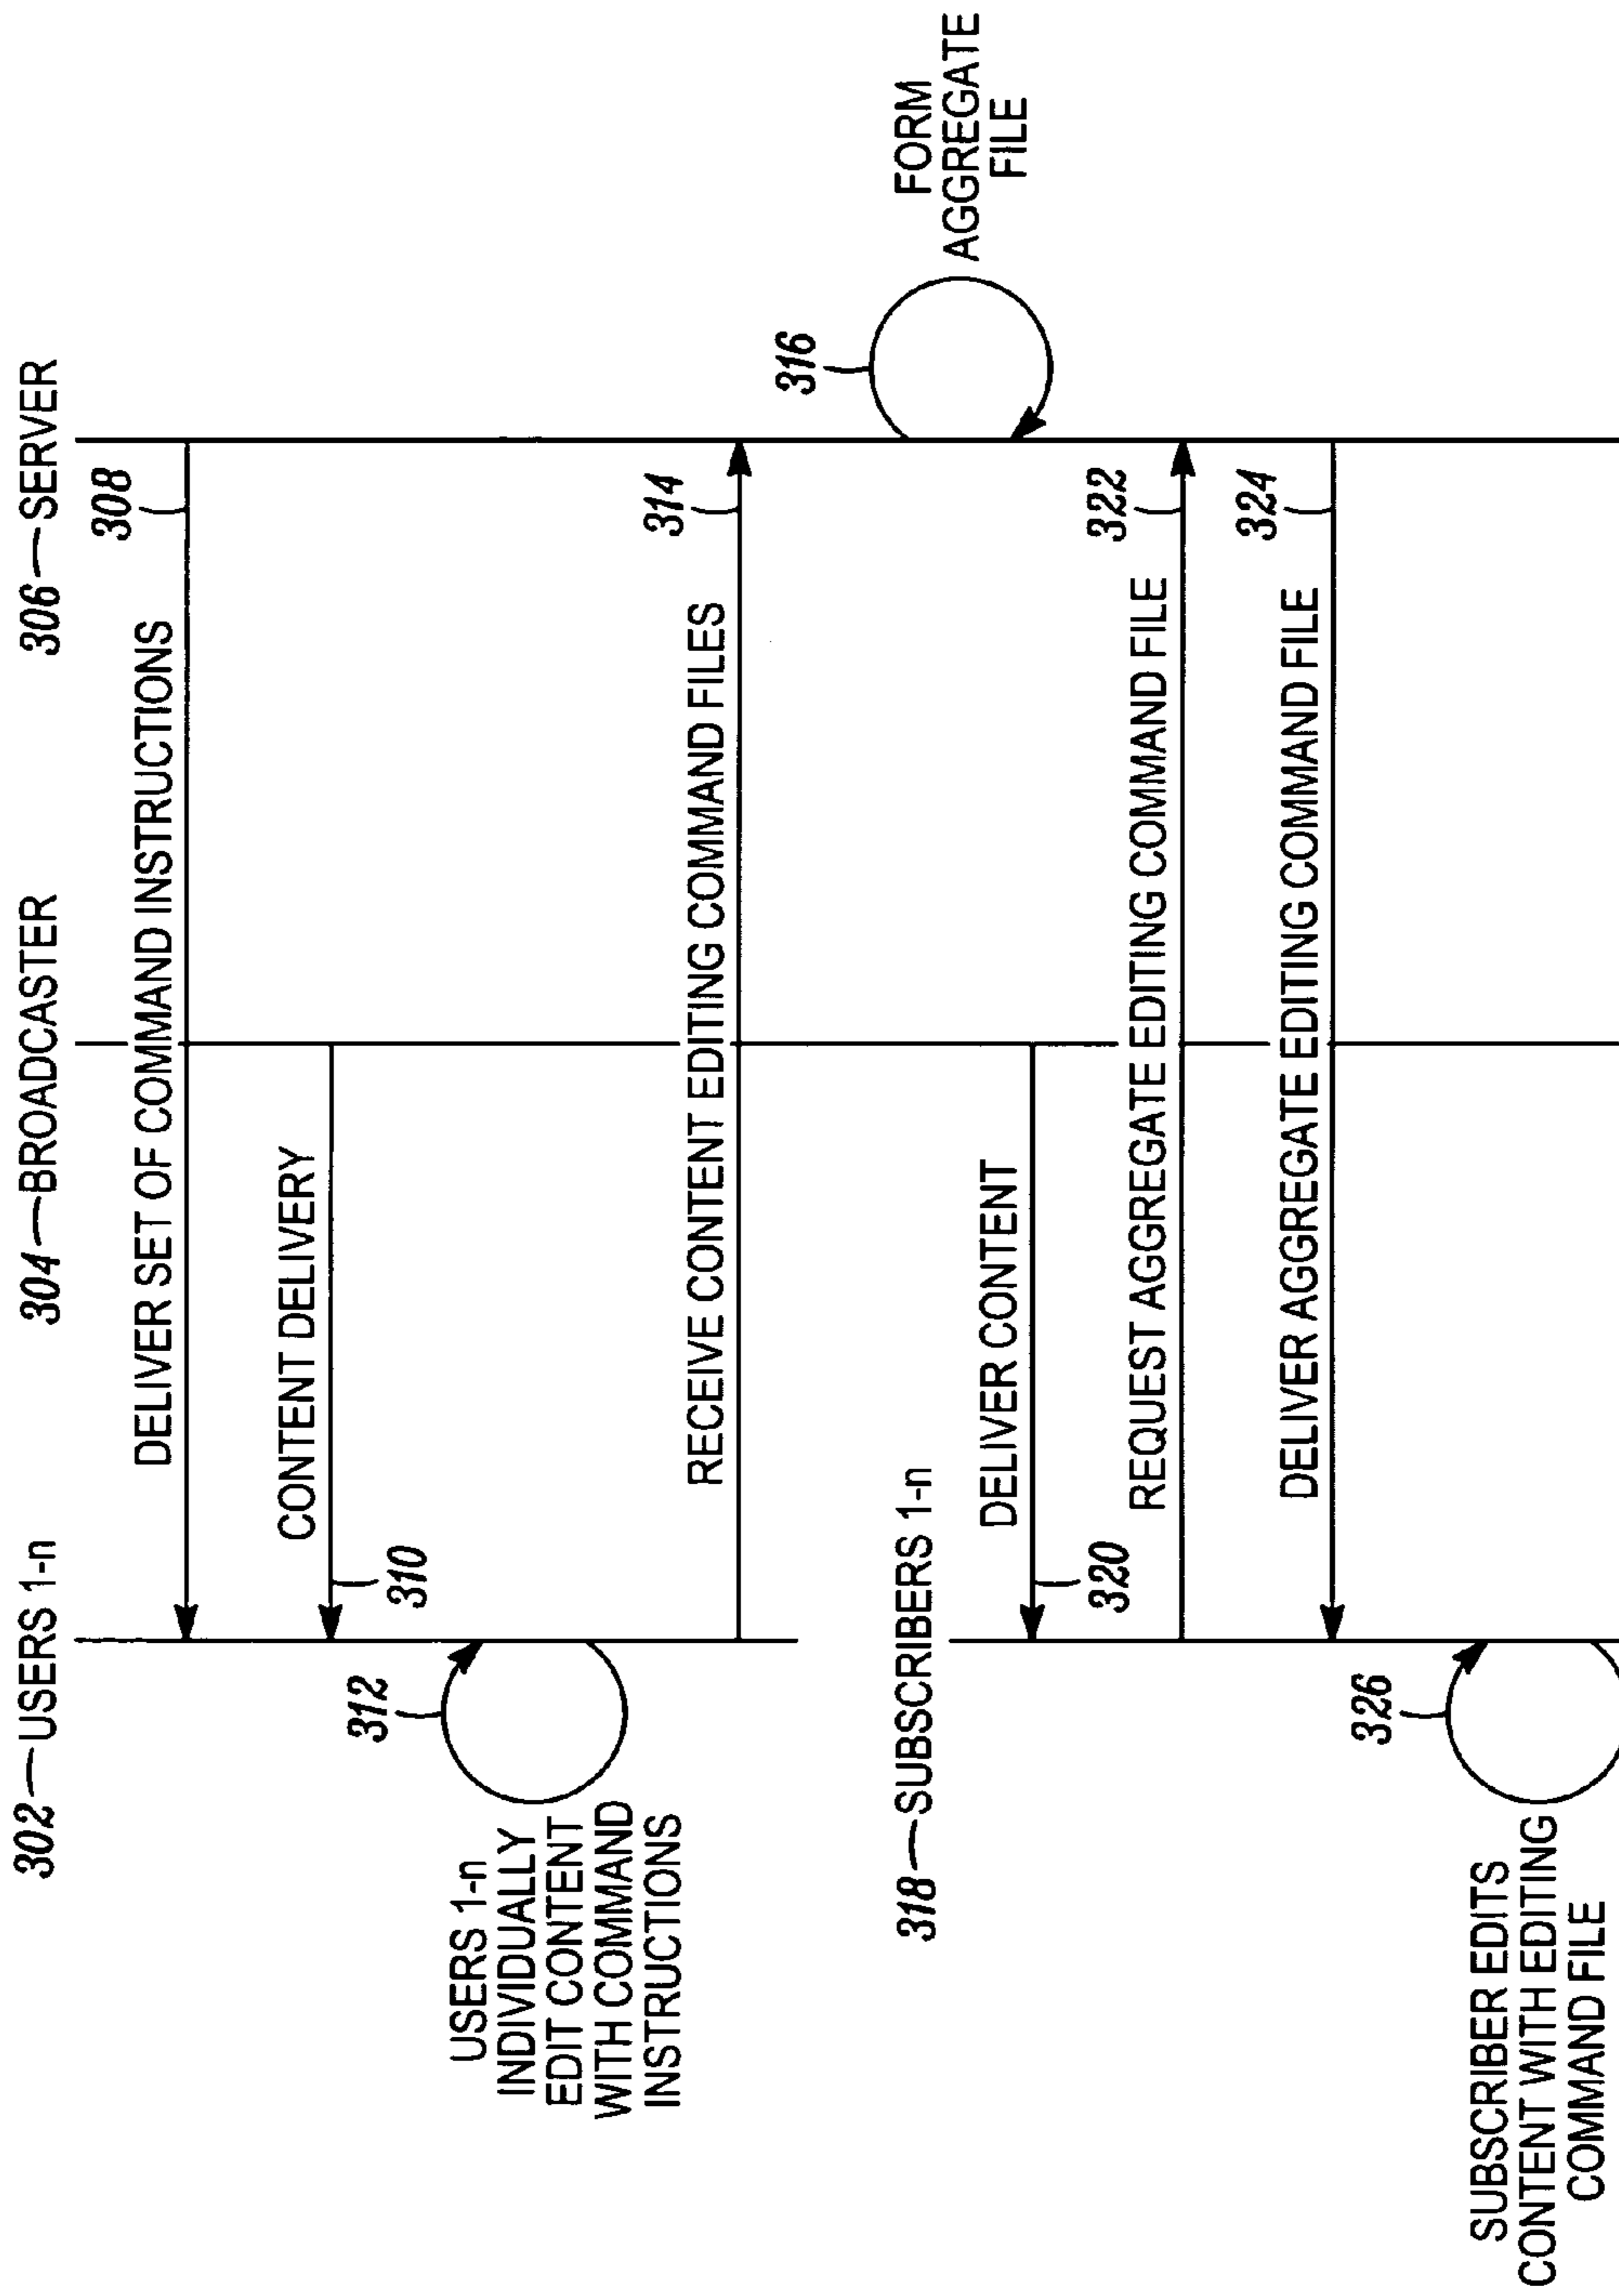 302 USERS 1-n
304 BROADCASTER
306 SERVER
DELIVER SET OF COMMAND INSTRUCTIONS
308
CONTENT DELIVERY
310
312
USERS 1-n
INDIVIDUALLY
EDIT CONTENT
WITH COMMAND
INSTRUCTIONS
RECEIVE CONTENT EDITING COMMAND FILES
314
316
FORM
AGGREGATE
FILE
318 SUBSCRIBERS 1-n
DELIVER CONTENT
320
REQUEST AGGREGATE EDITING COMMAND FILE
322
DELIVER AGGREGATE EDITING COMMAND FILE
324
326
SUBSCRIBER EDITS
CONTENT WITH EDITING
COMMAND FILE